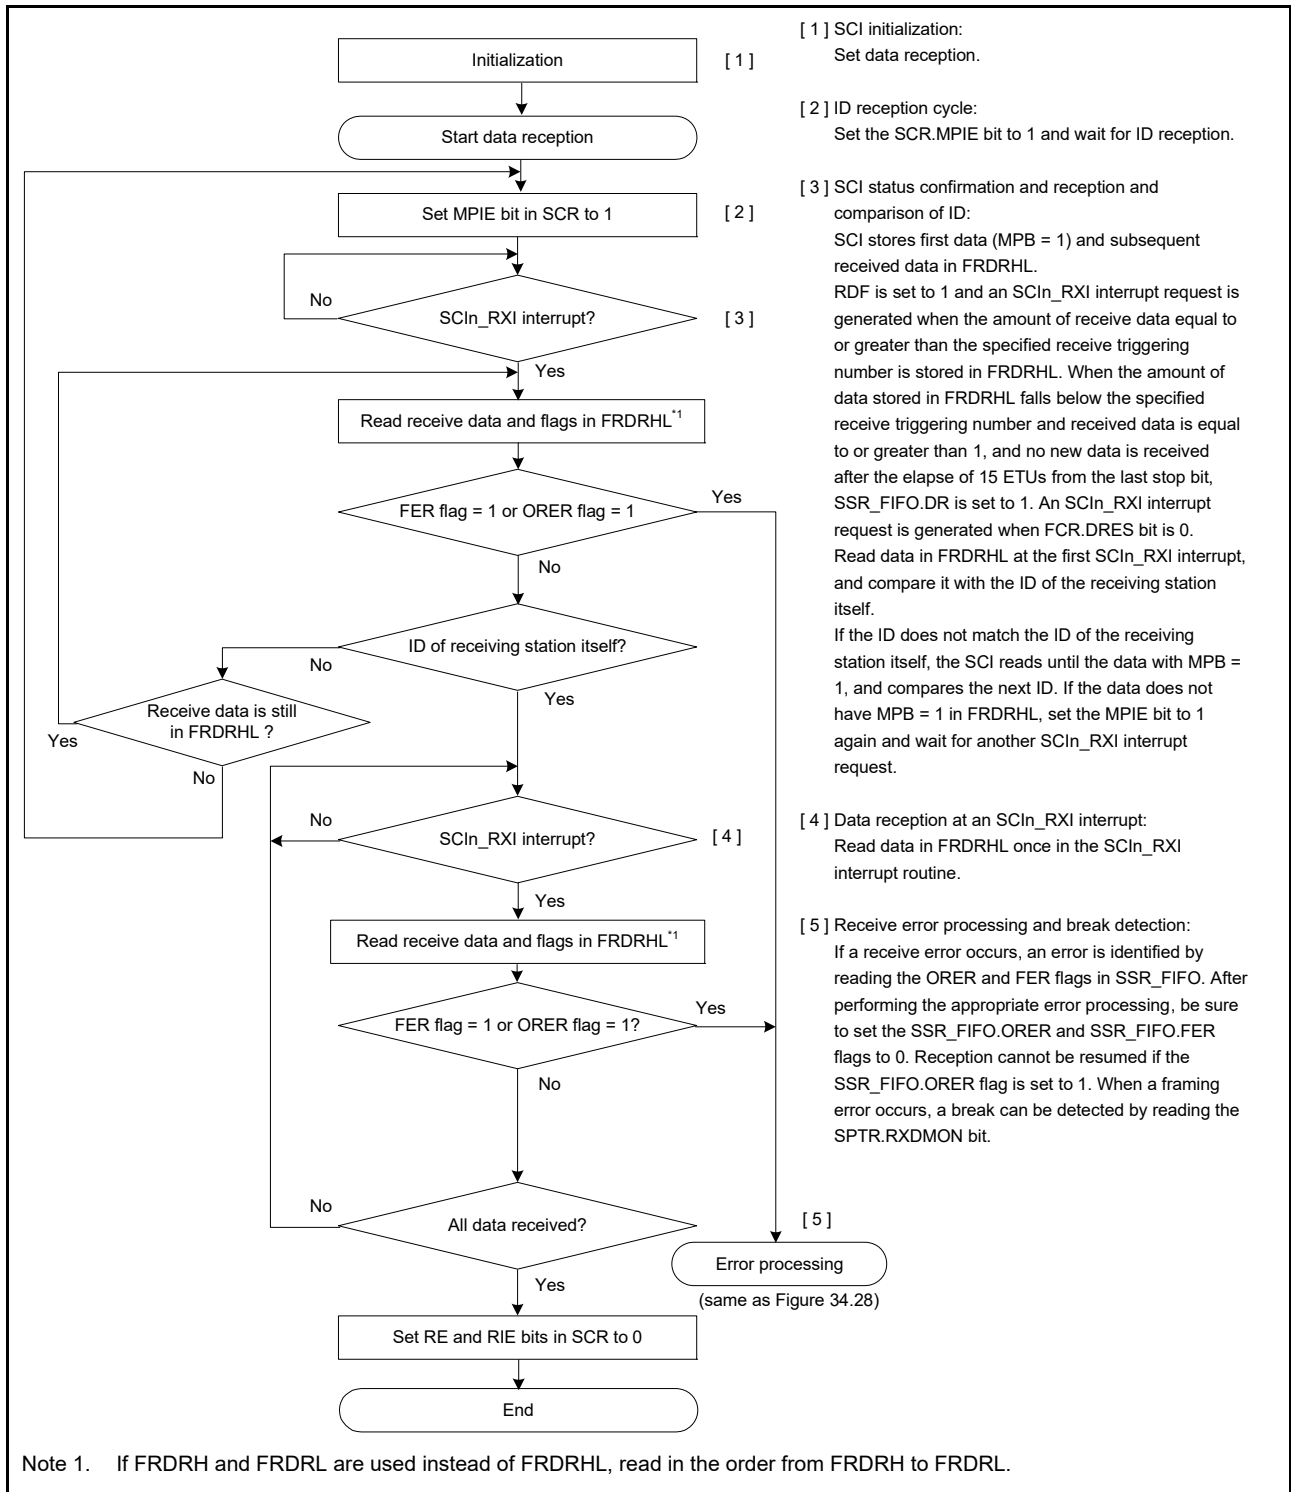 Initialization
[ 1 ]
Start data reception
Set MPIE bit in SCR to 1
[ 2 ]
No
SCIn_RXI interrupt?
[ 3 ]
Yes
Read receive data and flags in FRDRHL*1
Yes
FER flag = 1 or ORER flag = 1
No
ID of receiving station itself?
No
Yes
Receive data is still
in FRDRHL ?
Yes
No
No
SCIn_RXI interrupt?
[ 4 ]
Yes
Read receive data and flags in FRDRHL*1
Yes
FER flag = 1 or ORER flag = 1?
No
No
All data received?
[ 5 ]
Error processing
(same as Figure 34.28)
Yes
Set RE and RIE bits in SCR to 0
End
[ 1 ] SCI initialization:
Set data reception.
[ 2 ] ID reception cycle:
Set the SCR.MPIE bit to 1 and wait for ID reception.
[ 3 ] SCI status confirmation and reception and
comparison of ID:
SCI stores first data (MPB = 1) and subsequent
received data in FRDRHL.
RDF is set to 1 and an SCIn_RXI interrupt request is
generated when the amount of receive data equal to
or greater than the specified receive triggering
number is stored in FRDRHL. When the amount of
data stored in FRDRHL falls below the specified
receive triggering number and received data is equal
to or greater than 1, and no new data is received
after the elapse of 15 ETUs from the last stop bit,
SSR_FIFO.DR is set to 1. An SCIn_RXI interrupt
request is generated when FCR.DRES bit is 0.
Read data in FRDRHL at the first SCIn_RXI interrupt,
and compare it with the ID of the receiving station
itself.
If the ID does not match the ID of the receiving
station itself, the SCI reads until the data with MPB =
1, and compares the next ID. If the data does not
have MPB = 1 in FRDRHL, set the MPIE bit to 1
again and wait for another SCIn_RXI interrupt
request.
[ 4 ] Data reception at an SCIn_RXI interrupt:
Read data in FRDRHL once in the SCIn_RXI
interrupt routine.
[ 5 ] Receive error processing and break detection:
If a receive error occurs, an error is identified by
reading the ORER and FER flags in SSR_FIFO. After
performing the appropriate error processing, be sure
to set the SSR_FIFO.ORER and SSR_FIFO.FER
flags to 0. Reception cannot be resumed if the
SSR_FIFO.ORER flag is set to 1. When a framing
error occurs, a break can be detected by reading the
SPTR.RXDMON bit.
Note 1. If FRDRH and FRDRL are used instead of FRDRHL, read in the order from FRDRH to FRDRL.